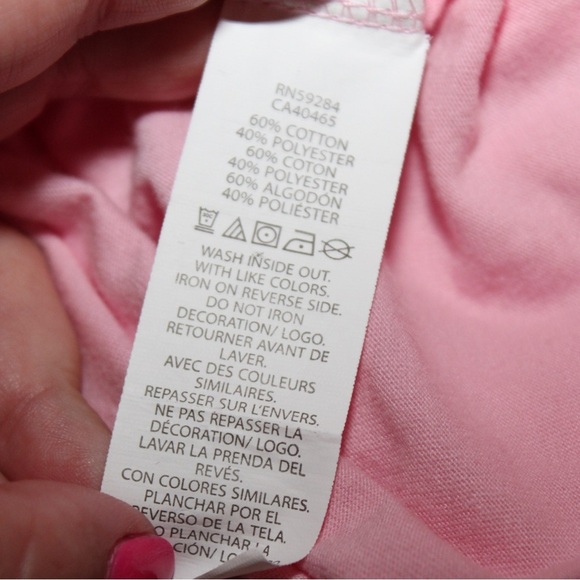 RN59284
CA40465
60% COTTON
40% POLYESTER
60% COTON
40% POLYESTER
60% ALGODÓN
40% POLIÉSTER
WASH INSIDE OUT.
WITH LIKE COLORS.
IRON ON REVERSE SIDE.
DO NOT IRON
DECORATION/ LOGO.
RETOURNER AVANT DE
LAVER.
AVEC DES COULEURS
SIMILAIRES.
REPASSER SUR L'ENVERS.
NE PAS REPASSER LA
DÉCORATION/ LOGO.
LAVAR LA PRENDA DEL
REVÉS.
CON COLORES SIMILARES.
PLANCHAR POR EL
REVERSO DE LA TELA.
PLANCHAR LA